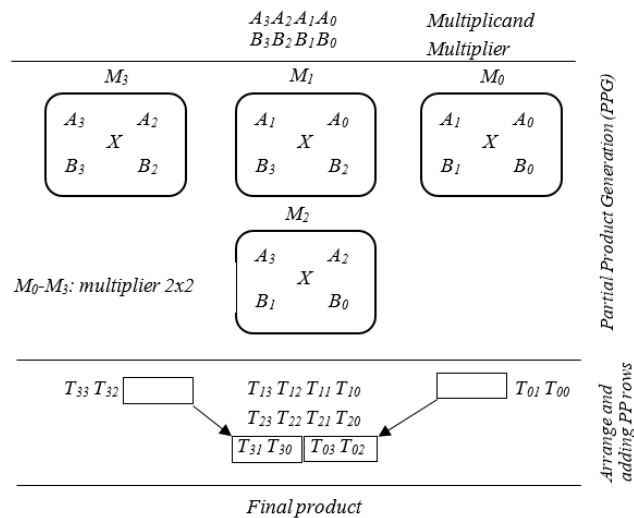 A3A2A1A0 Multiplicand
B3B2B1B0 Multiplier
M3 M1 M0
A3 A2 A1 A0 A1 A0
X X X
B3 B2 B3 B2 B1 B0
M2
A3 A2
X
B1 B0
M0-M3: multiplier 2x2
Partial Product Generation (PPG)
T33 T32 T13 T12 T11 T10 T01 T00
T23 T22 T21 T20
T31 T30 T03 T02
Arrange and
adding PP rows
Final product